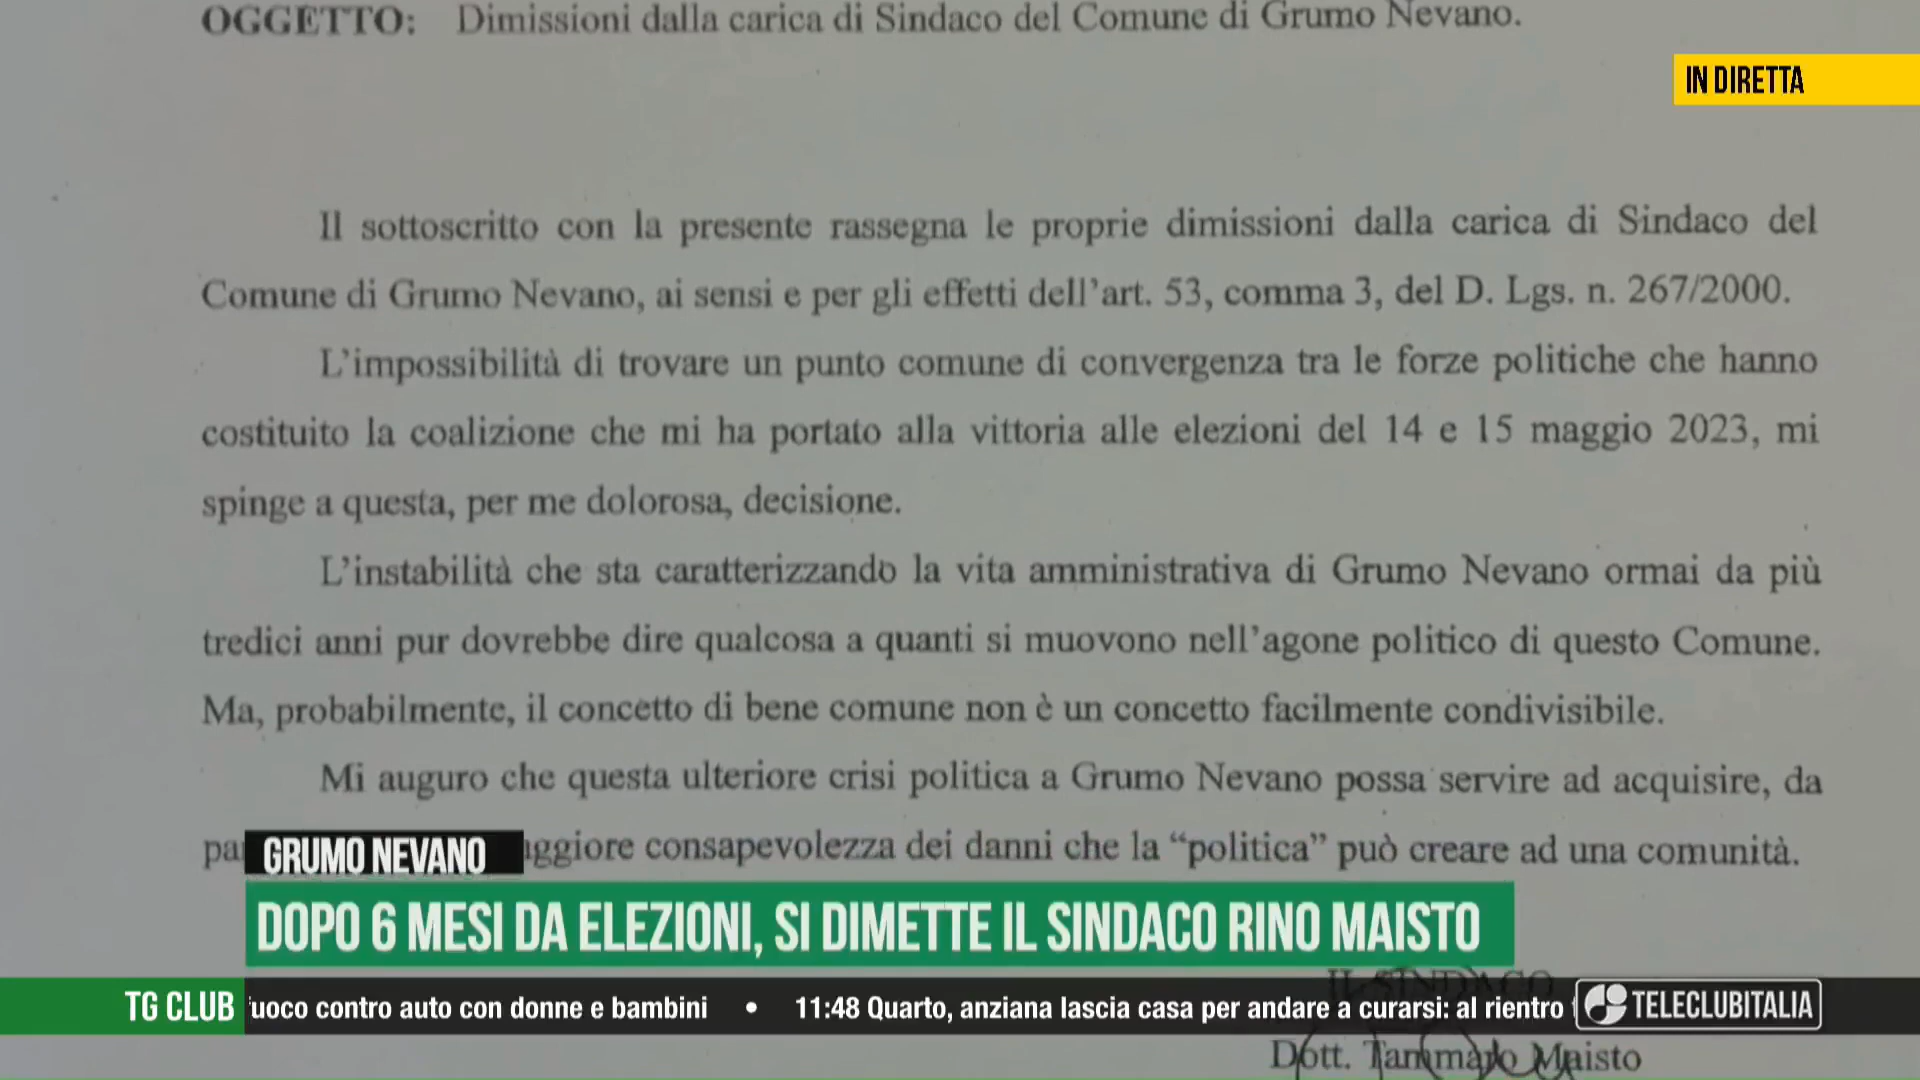 OGGETTO: Dimissioni dalla carica di Sindaco del Comune di Grumo Nevano.
IN DIRETTA
Il sottoscritto con la presente rassegna le proprie dimissioni dalla carica di Sindaco del
Comune di Grumo Nevano, ai sensi e per gli effetti dell'art. 53, comma 3, del D. Lgs. n. 267/2000.
L'impossibilità di trovare un punto comune di convergenza tra le forze politiche che hanno
costituito la coalizione che mi ha portato alla vittoria alle elezioni del 14 e 15 maggio 2023, mi
spinge a questa, per me dolorosa, decisione.
L'instabilità che sta caratterizzando la vita amministrativa di Grumo Nevano ormai da più
tredici anni pur dovrebbe dire qualcosa a quanti si muovono nell'agone politico di questo Comune.
Ma, probabilmente, il concetto di bene comune non è un concetto facilmente condivisibile.
Mi auguro che questa ulteriore crisi politica a Grumo Nevano possa servire ad acquisire, da
consapevolezza dei danni che la "politica" può creare ad una comunità.
GRUMO NEVANO
DOPO 6 MESI DA ELEZIONI, SI DIMETTE IL SINDACO RINO MAISTO
IL SINDACO
TG CLUB uoco contro auto con donne e bambini • 11:48 Quarto, anziana lascia casa per andare a curarsi: al rientro TELECLUBITALIA
Dott. Tammaro Maisto